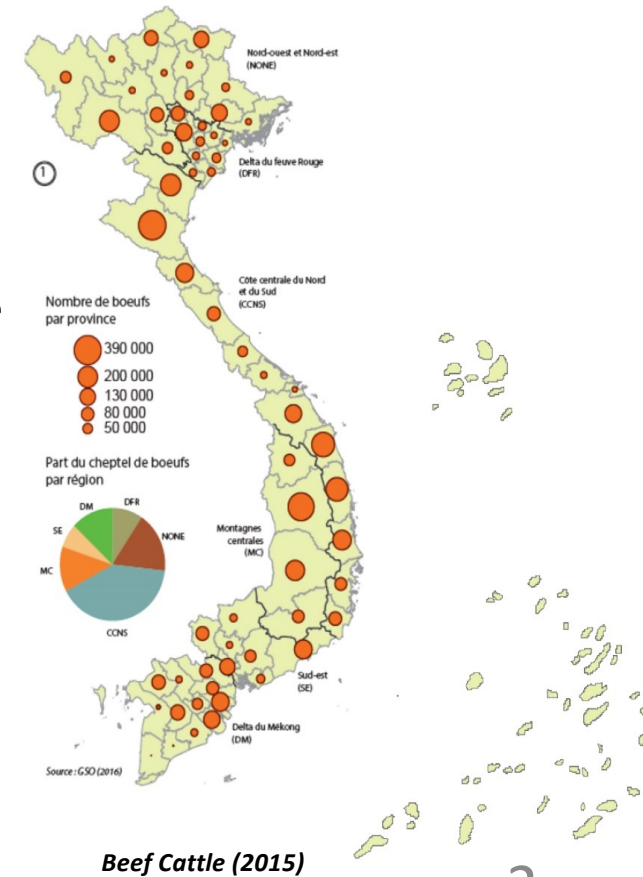 Nord-ouest et Nord-est
(NONE)
Delta du feuve Rouge
(DFR)
1
Côte centrale du Nord
et du Sud
(CCNS)
Nombre de boeufs
par province
390 000
200 000
130 000
80 000
50 000
Part du cheptel de boeufs
par région
DM
DFR
SE
NONE
MC
CCNS
Montagnes
centrales
(MC)
Sud-est
(SE)
Delta du Mékong
(DM)
Source : GSO (2016)
Beef Cattle (2015)